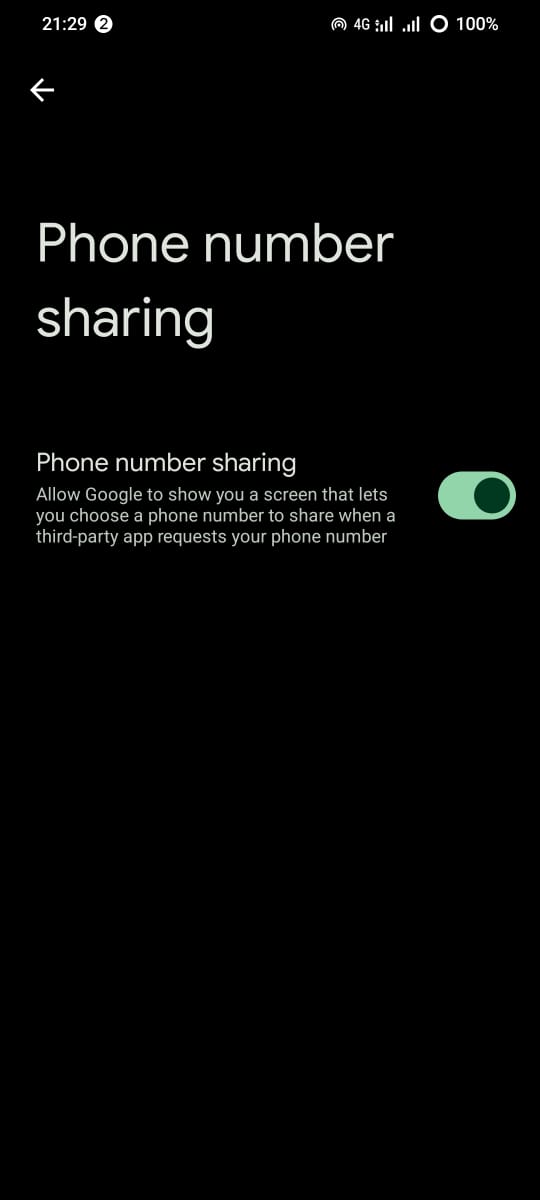 21:29 2 4G 100%
Phone number
sharing
Phone number sharing
Allow Google to show you a screen that lets
you choose a phone number to share when a
third-party app requests your phone number